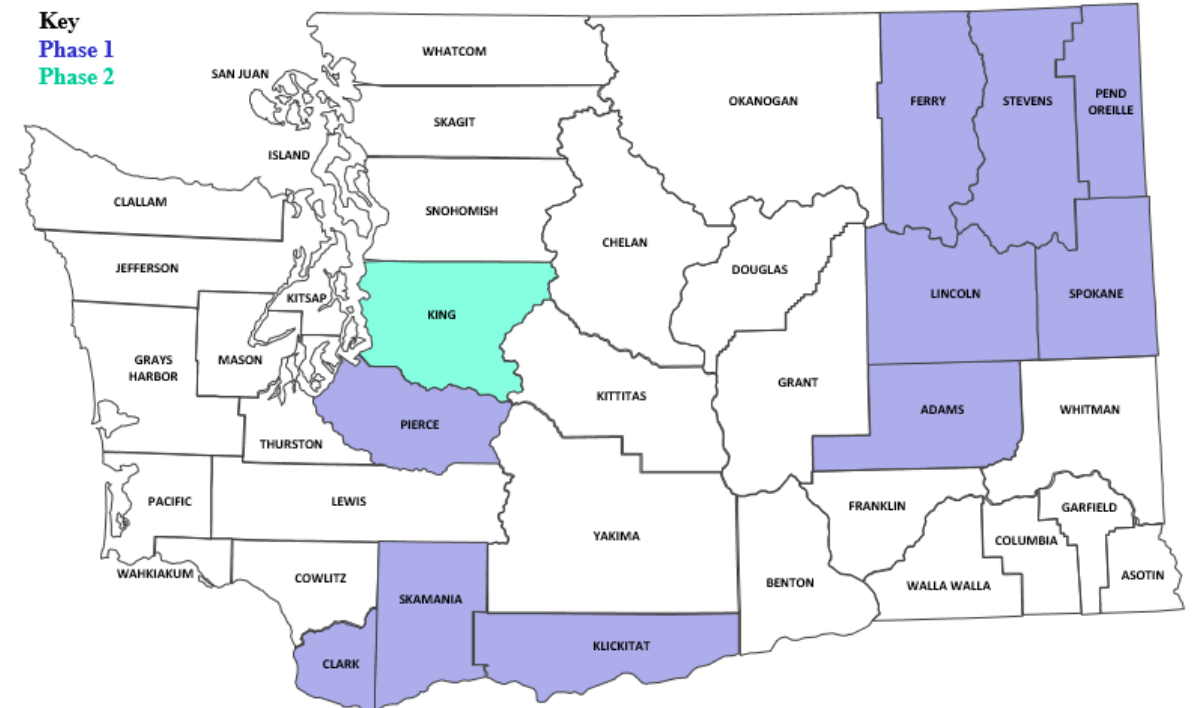 Key
Phase 1
Phase 2
WHATCOM
SAN JUAN
OKANOGAN
FERRY
STEVENS
PEND
OREILLE
SKAGIT
ISLAND
CLALLAM
SNOHOMISH
CHELAN
JEFFERSON
DOUGLAS
KITSAP
LINCOLN
SPOKANE
KING
GRAYS
HARBOR
MASON
GRANT
KITTITAS
ADAMS
WHITMAN
PIERCE
THURSTON
PACIFIC
LEWIS
FRANKLIN
GARFIELD
YAKIMA
COLUMBIA
WAHKIAKUM
COWLITZ
BENTON
WALLA WALLA
ASOTIN
SKAMANIA
KLICKITAT
CLARK